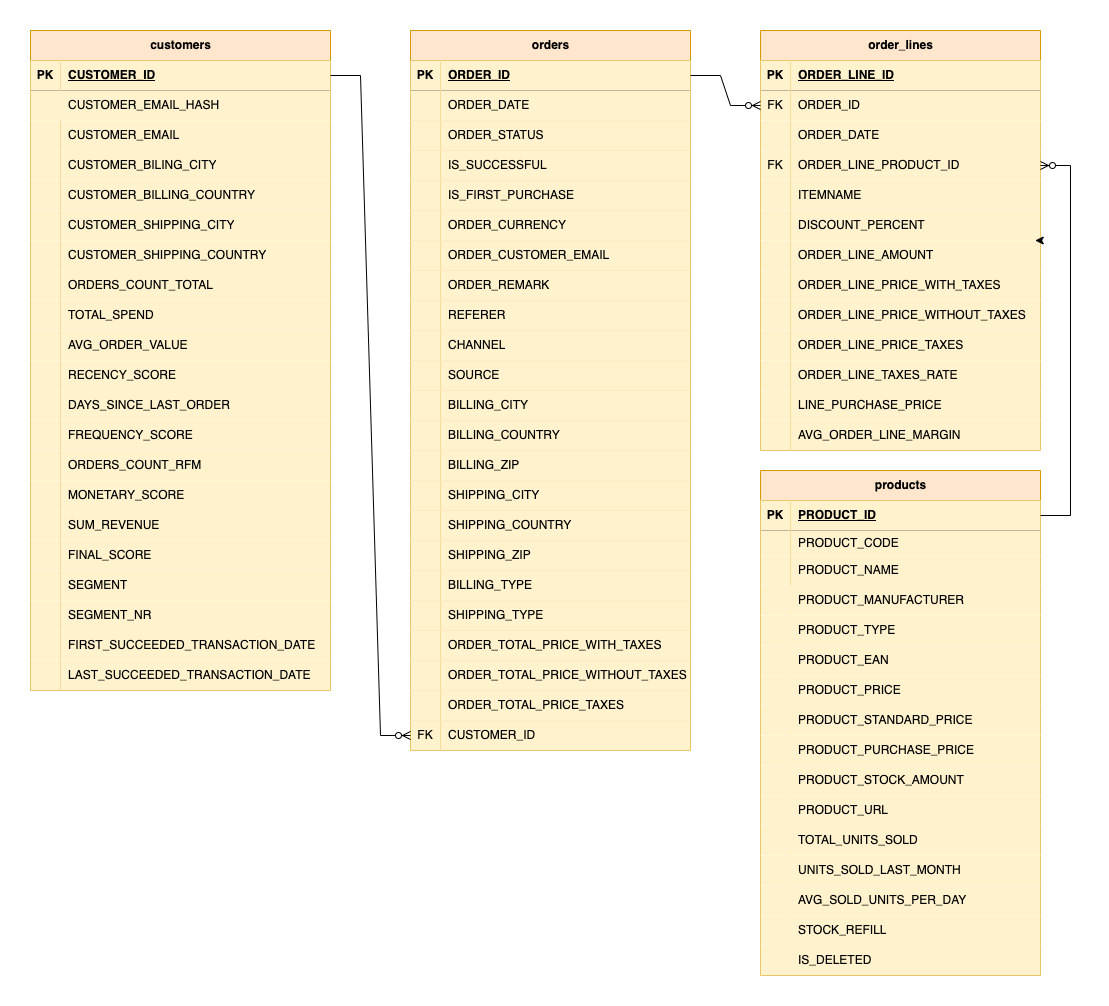 customers
PK CUSTOMER_ID
CUSTOMER_EMAIL_HASH
CUSTOMER_EMAIL
CUSTOMER_BILING_CITY
CUSTOMER_BILLING_COUNTRY
CUSTOMER_SHIPPING_CITY
CUSTOMER_SHIPPING_COUNTRY
ORDERS_COUNT_TOTAL
TOTAL_SPEND
AVG_ORDER_VALUE
RECENCY_SCORE
DAYS_SINCE_LAST_ORDER
FREQUENCY_SCORE
ORDERS_COUNT_RFM
MONETARY_SCORE
SUM_REVENUE
FINAL_SCORE
SEGMENT
SEGMENT_NR
FIRST_SUCCEEDED_TRANSACTION_DATE
LAST_SUCCEEDED_TRANSACTION_DATE
orders
PK ORDER_ID
ORDER_DATE
ORDER_STATUS
IS_SUCCESSFUL
IS_FIRST_PURCHASE
ORDER_CURRENCY
ORDER_CUSTOMER_EMAIL
ORDER_REMARK
REFERER
CHANNEL
SOURCE
BILLING_CITY
BILLING_COUNTRY
BILLING_ZIP
SHIPPING_CITY
SHIPPING_COUNTRY
SHIPPING_ZIP
BILLING_TYPE
SHIPPING_TYPE
ORDER_TOTAL_PRICE_WITH_TAXES
ORDER_TOTAL_PRICE_WITHOUT_TAXES
ORDER_TOTAL_PRICE_TAXES
FK CUSTOMER_ID
order_lines
PK ORDER_LINE_ID
FK ORDER_ID
ORDER_DATE
FK ORDER_LINE_PRODUCT_ID
ITEMNAME
DISCOUNT_PERCENT
ORDER_LINE_AMOUNT
ORDER_LINE_PRICE_WITH_TAXES
ORDER_LINE_PRICE_WITHOUT_TAXES
ORDER_LINE_PRICE_TAXES
ORDER_LINE_TAXES_RATE
LINE_PURCHASE_PRICE
AVG_ORDER_LINE_MARGIN
products
PK PRODUCT_ID
PRODUCT_CODE
PRODUCT_NAME
PRODUCT_MANUFACTURER
PRODUCT_TYPE
PRODUCT_EAN
PRODUCT_PRICE
PRODUCT_STANDARD_PRICE
PRODUCT_PURCHASE_PRICE
PRODUCT_STOCK_AMOUNT
PRODUCT_URL
TOTAL_UNITS_SOLD
UNITS_SOLD_LAST_MONTH
AVG_SOLD_UNITS_PER_DAY
STOCK_REFILL
IS_DELETED